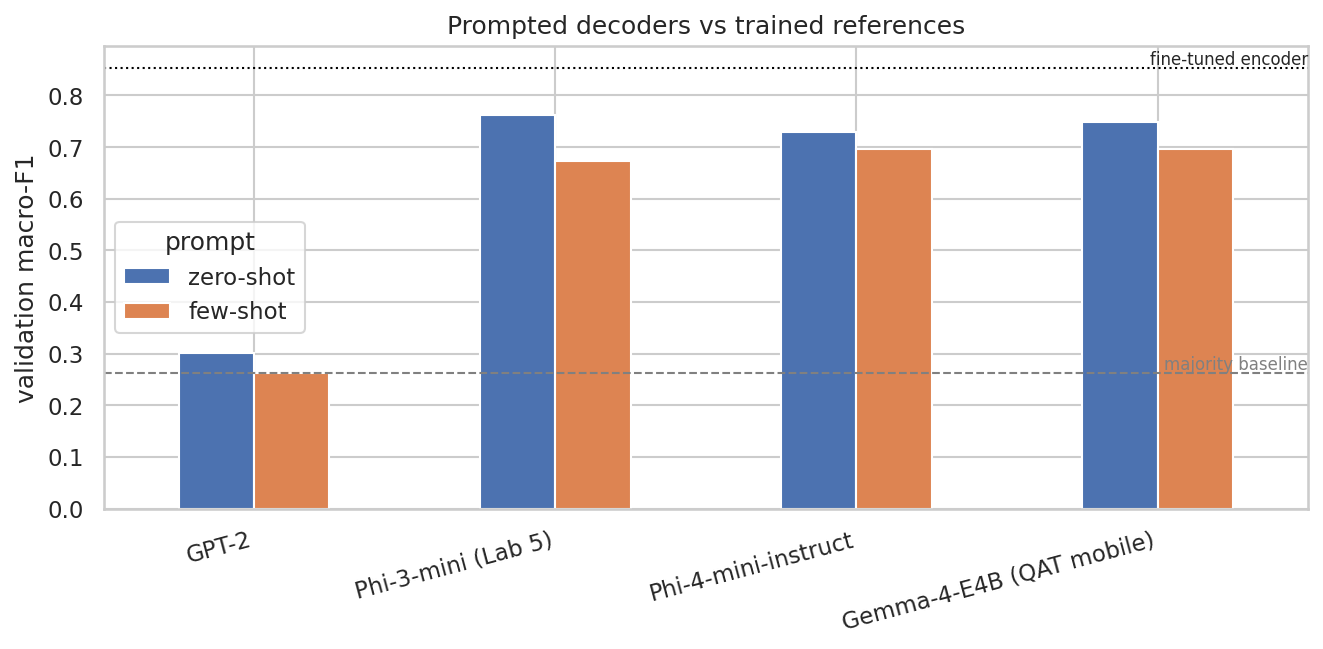 Prompted decoders vs trained references
fine-tuned encoder
validation macro-F1
0.8
0.7
0.6
0.5
0.4
0.3
0.2
0.1
0.0
prompt
zero-shot
few-shot
majority baseline
GPT-2
Phi-3-mini (Lab 5)
Phi-4-mini-instruct
Gemma-4-E4B (QAT mobile)